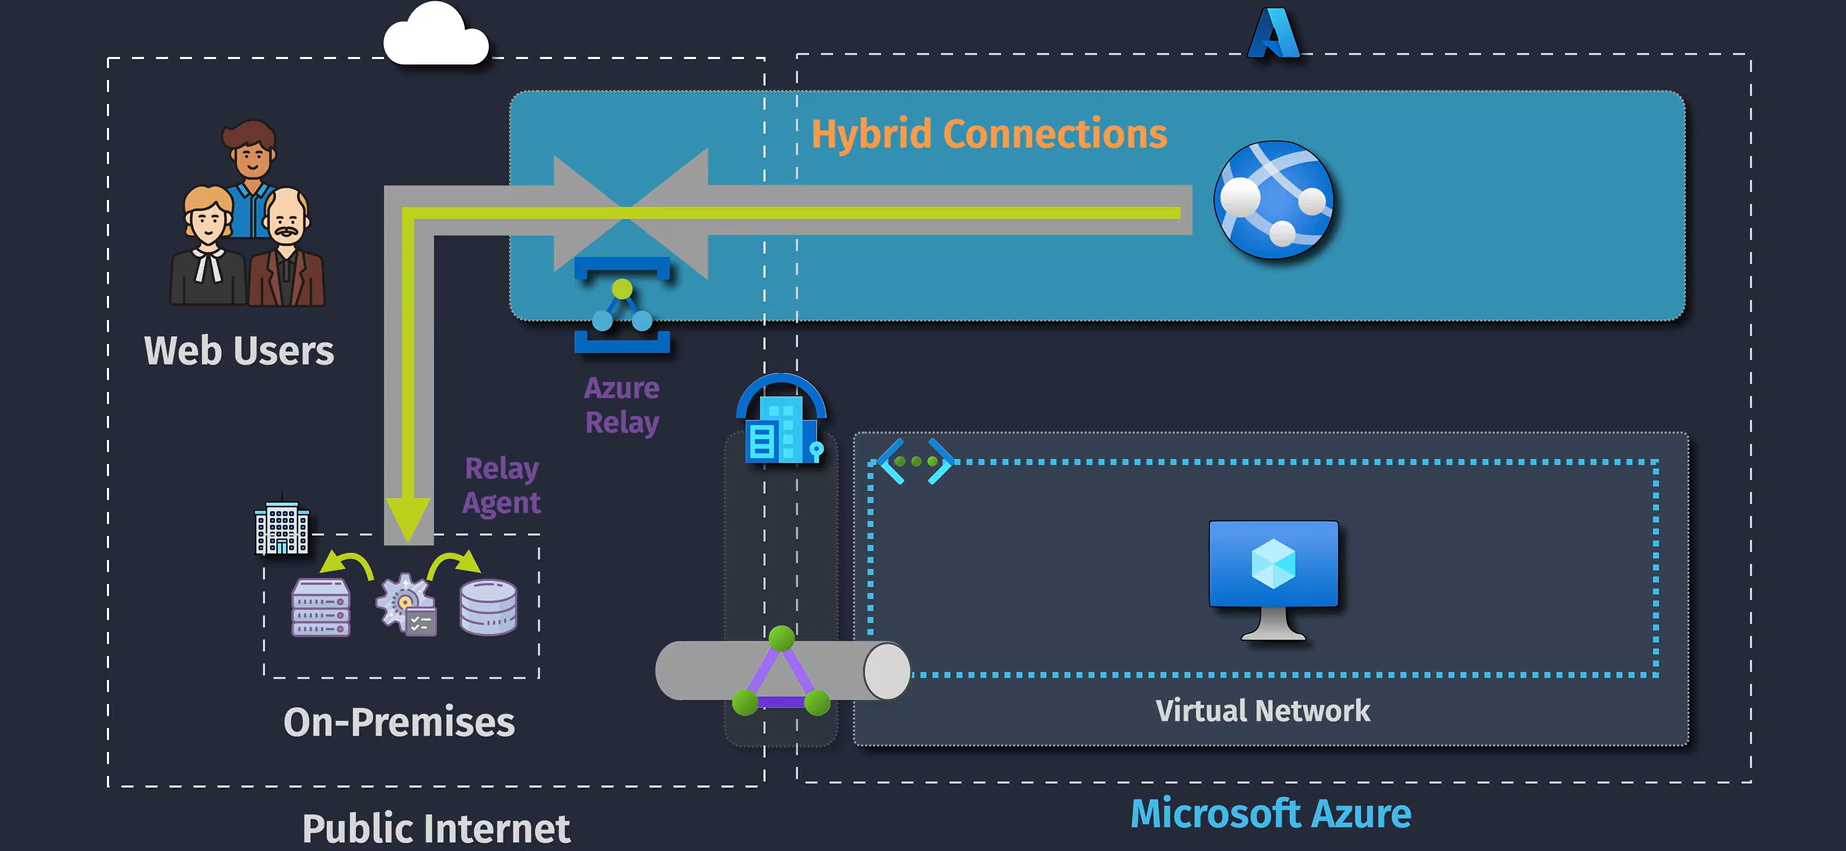 Hybrid Connections
Web Users
Azure
Relay
Relay
Agent
On-Premises
Virtual Network
Public Internet
Microsoft Azure